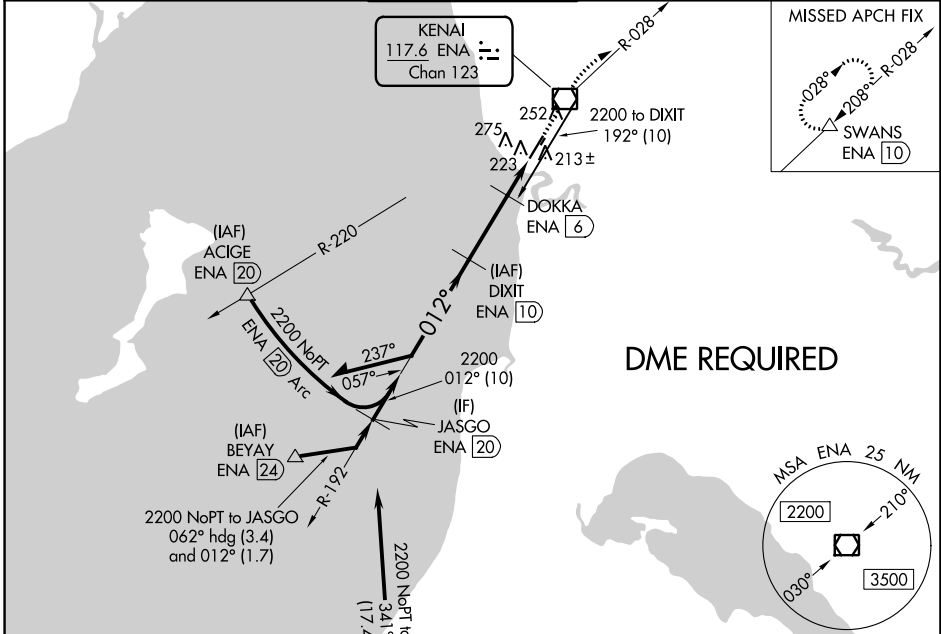 KENAI
117.6 ENA
Chan 123
R-028
MISSED APCH FIX
R-028
028°
208°
SWANS
ENA 10
252
2200 to DIXIT
192° (10)
275
223
213±
DOKKA
ENA 6
(IAF)
ACIGE
ENA 20
R-220
(IAF)
DIXIT
ENA 10
012°
2200 NoPT
ENA 20 Arc
237°
057°
2200
012° (10)
DME REQUIRED
(IF)
JASGO
ENA 20
(IAF)
BEYAY
ENA 24
R-192
2200 NoPT to JASGO
062° hdg (3.4)
and 012° (1.7)
2200 NoPT to
341°
(17.4
MSA ENA 25 NM
2200
210°
030°
3500